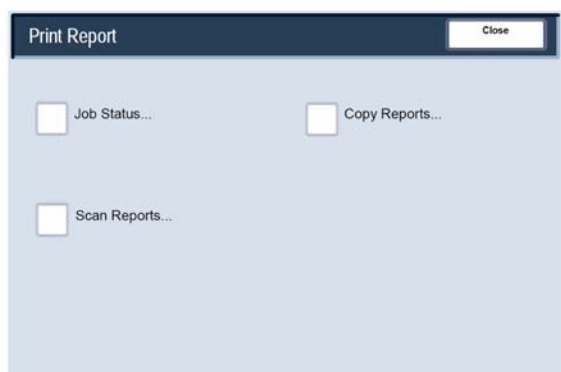 Print Report
Close
Job Status...
Copy Reports...
Scan Reports...